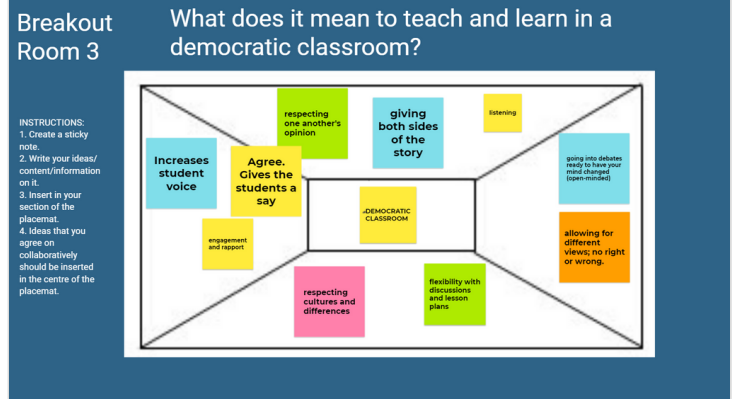 Breakout
Room 3
What does it mean to teach and learn in a
democratic classroom?
INSTRUCTIONS:
1. Create a sticky
note.
2. Write your ideas/
content/information
on it.
3. Insert in your
section of the
placemat.
4. Ideas that you
agree on
collaboratively
should be inserted
in the centre of the
placemat.
Increases
student
voice
Agree.
Gives the
students a
say
engagement
and rapport
respecting
one another's
opinion
giving
both sides
of the
story
listening
DEMOCRATIC
CLASSROOM
going into debates
ready to have your
mind changed
(open-minded)
allowing for
different
views; no right
or wrong.
respecting
cultures and
differences
flexibility with
discussions
and lesson
plans